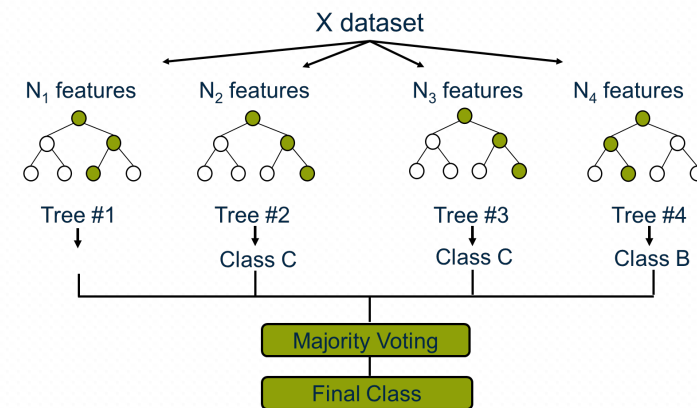 X dataset
N₁ features
N₂ features
N₃ features
N₄ features
Tree #1
Tree #2
Tree #3
Tree #4
Class C
Class C
Class B
Majority Voting
Final Class